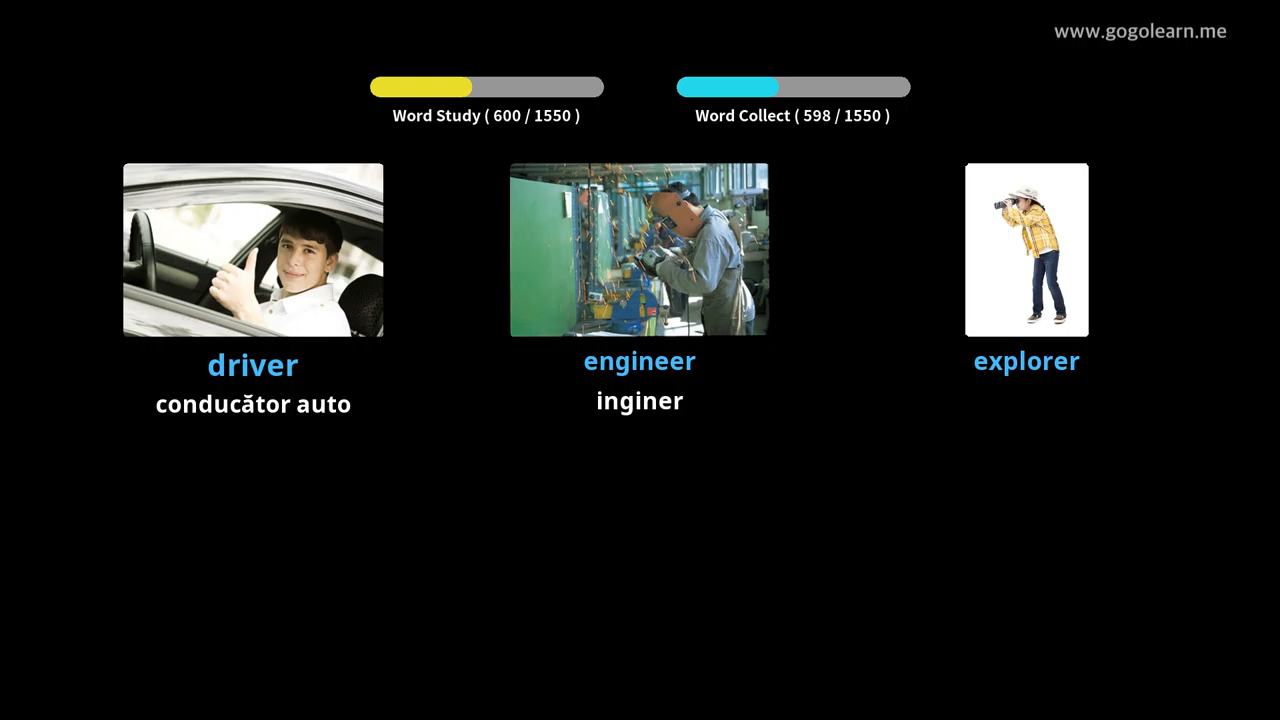 www.gogolearn.me
Word Study ( 600 / 1550 )
Word Collect ( 598 / 1550 )
driver
engineer
explorer
conducător auto
inginer